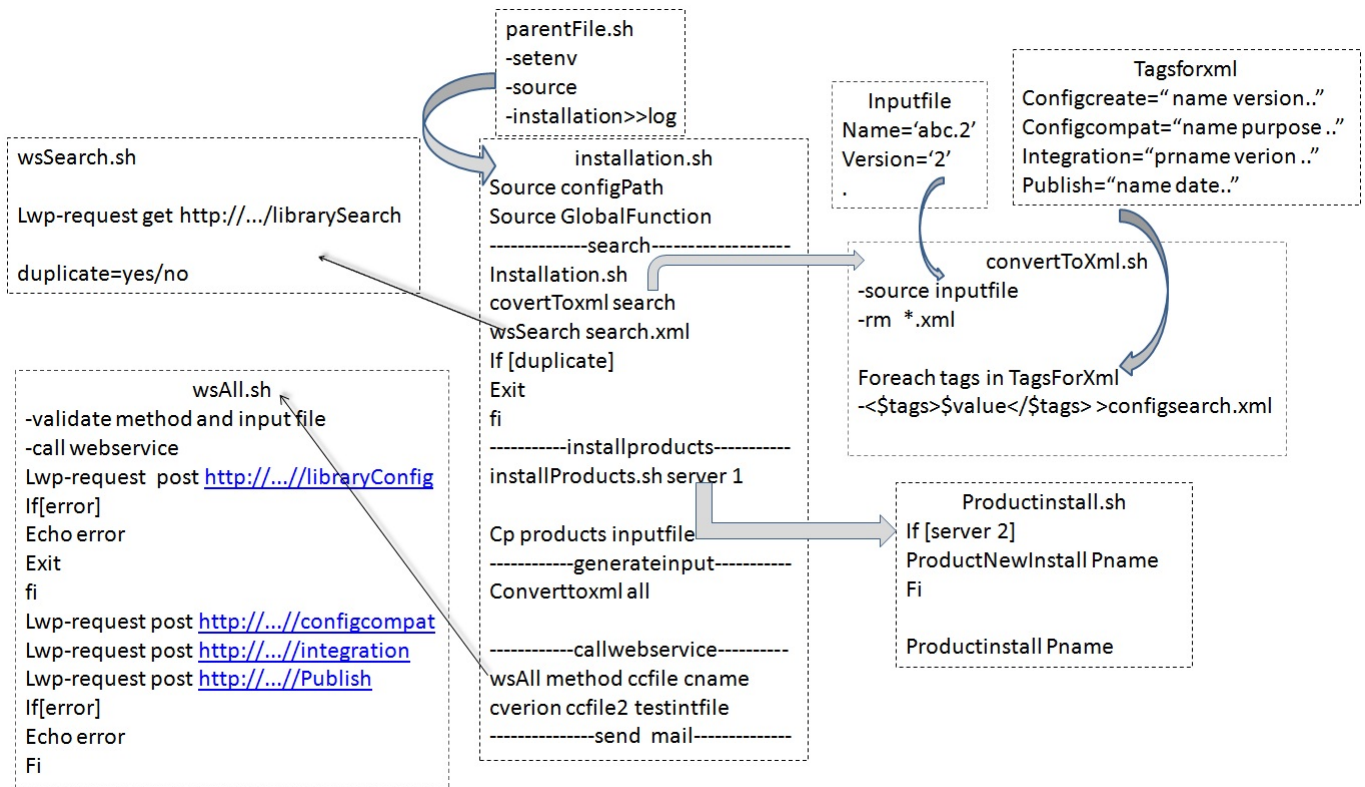 parentFile.sh
-setenv
-source
-installation>>log
wsSearch.sh
Lwp-request get http://.../librarySearch
duplicate=yes/no
wsAll.sh
-validate method and input file
-call webservice
Lwp-request post http://...//libraryConfig
If[error]
Echo error
Exit
fi
Lwp-request post http://...//configcompat
Lwp-request post http://...//integration
Lwp-request post http://...//Publish
If[error]
Echo error
Fi
installation.sh
Source configPath
Source GlobalFunction
--------------search-------------------
Installation.sh
covertToxml search
wsSearch search.xml
If [duplicate]
Exit
fi
-----------installproducts-----------
installProducts.sh server 1
Cp products inputfile
------------generateinput-----------
Converttoxml all
------------callwebservice----------
wsAll method ccfile cname
cverion ccfile2 testintfile
---------------send mail--------------
Inputfile
Name=‘abc.2’
Version=‘2’
.
Tagsforxml
Configcreate=“ name version..”
Configcompat=“name purpose ..”
Integration=“prname verion ..”
Publish=“name date..”
convertToXml.sh
-source inputfile
-rm *.xml
Foreach tags in TagsForXml
-<$tags>$value</$tags> >configsearch.xml
Productinstall.sh
If [server 2]
ProductNewInstall Pname
Fi
Productinstall Pname